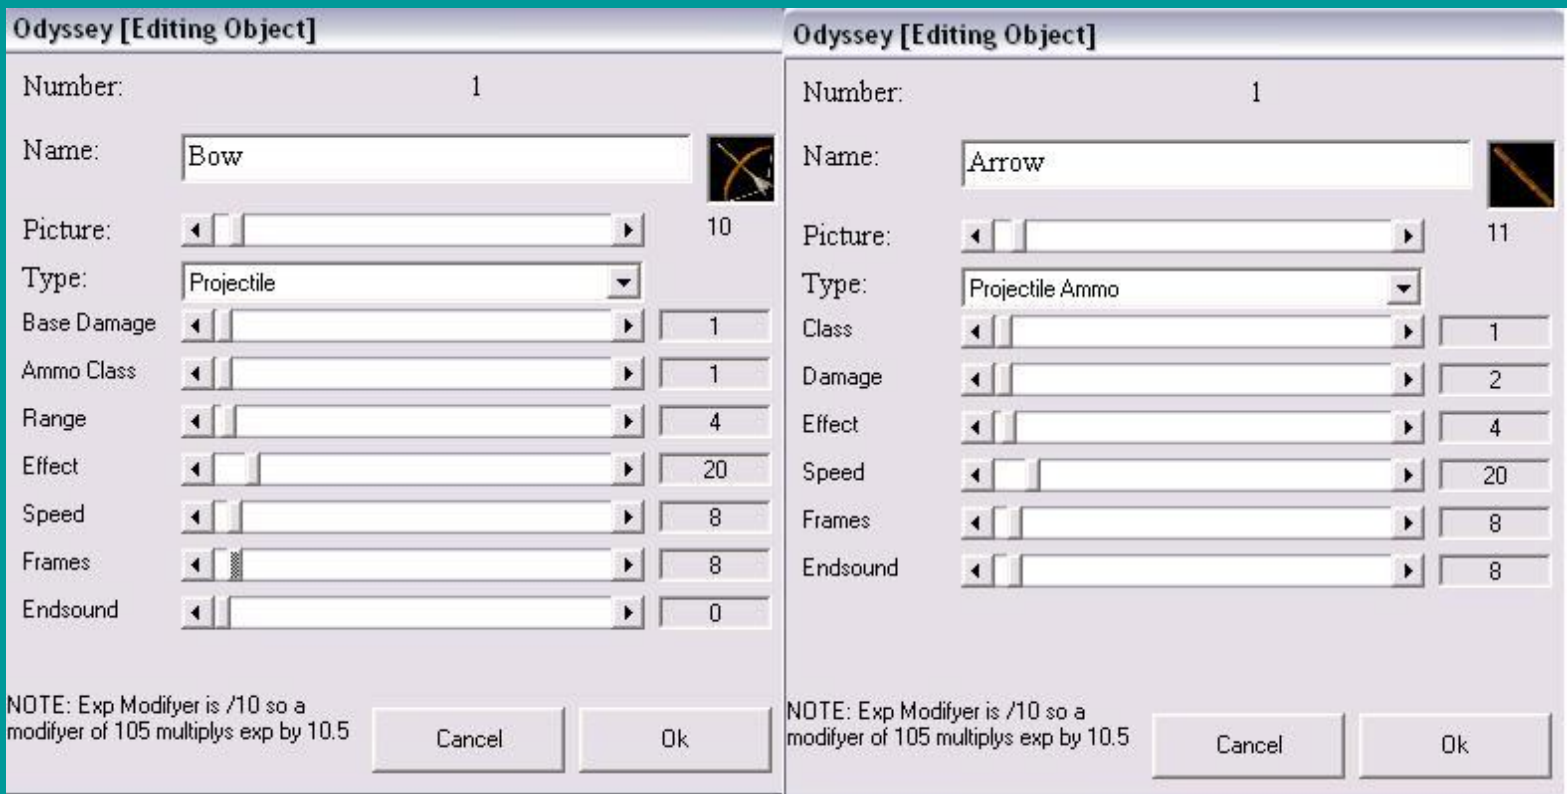 Odyssey [Editing Object]
Number: 1
Name: Bow
Picture: 10
Type: Projectile
Base Damage 1
Ammo Class 1
Range 4
Effect 20
Speed 8
Frames 8
Endsound 0
NOTE: Exp Modifyer is /10 so a
modifyer of 105 multiplys exp by 10.5
Cancel Ok
Odyssey [Editing Object]
Number: 1
Name: Arrow
Picture: 11
Type: Projectile Ammo
Class 1
Damage 2
Effect 4
Speed 20
Frames 8
Endsound 8
NOTE: Exp Modifyer is /10 so a
modifyer of 105 multiplys exp by 10.5
Cancel Ok